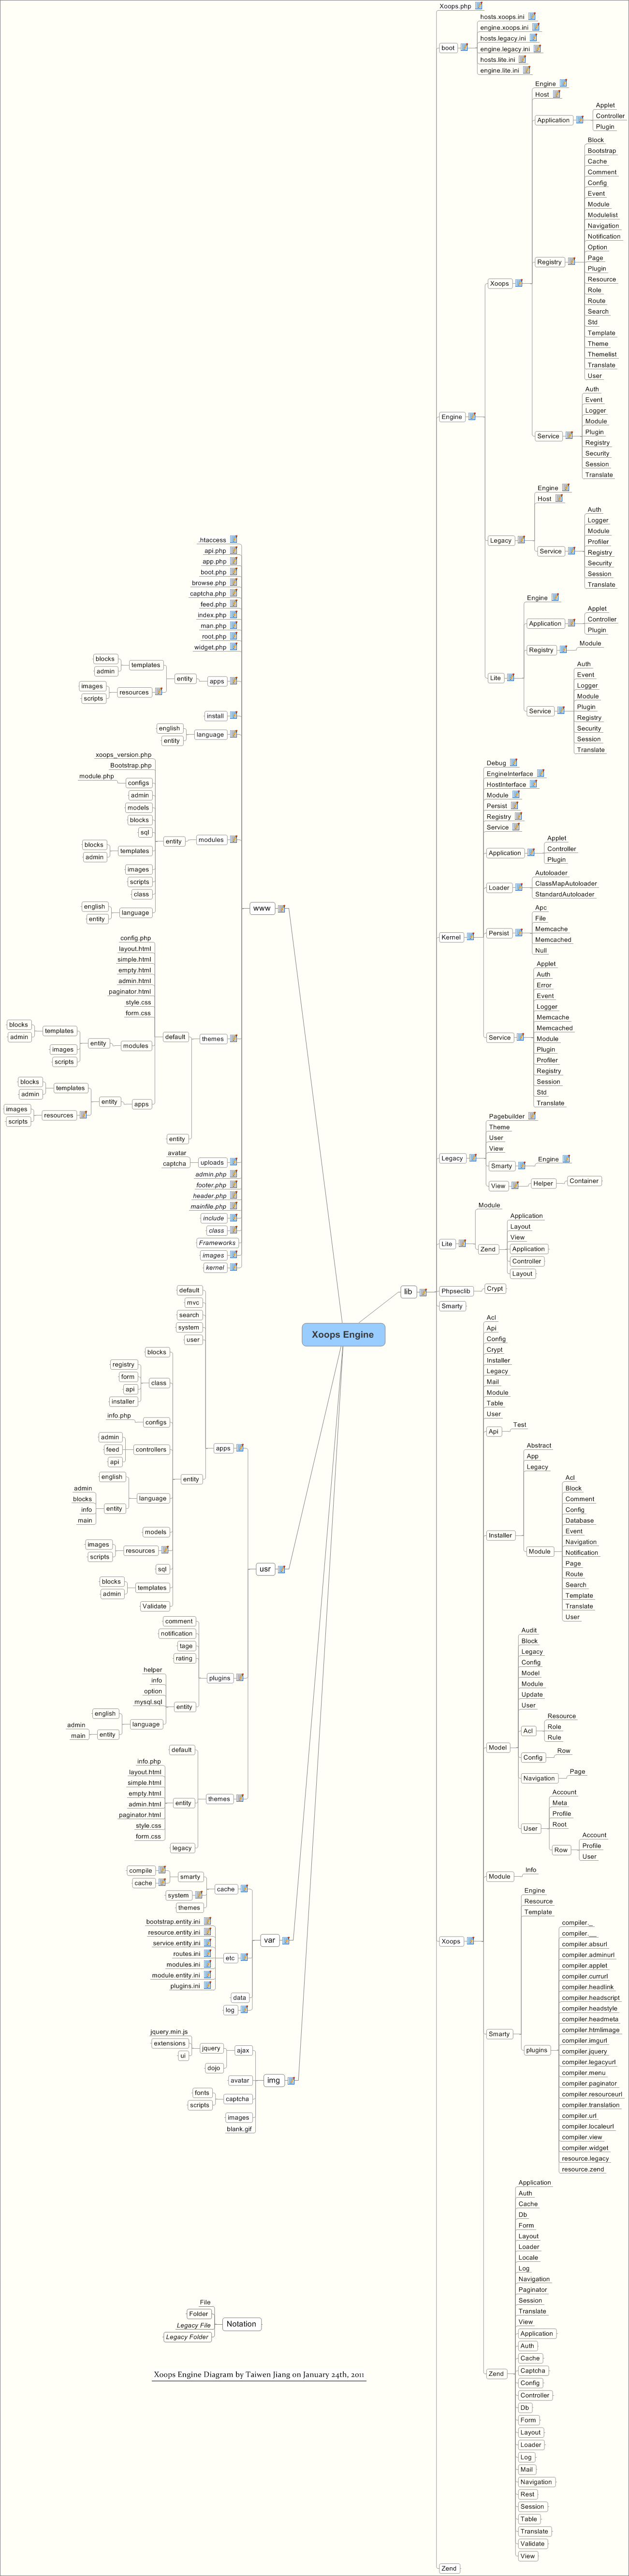 Xoops Engine
lib
Xoops.php
boot
hosts.xoops.ini
engine.xoops.ini
hosts.legacy.ini
engine.legacy.ini
hosts.lite.ini
engine.lite.ini
Engine
Xoops
Engine
Host
Application
Applet
Controller
Plugin
Registry
Block
Bootstrap
Cache
Comment
Config
Event
Module
Modulelist
Navigation
Notification
Option
Page
Plugin
Resource
Role
Route
Search
Std
Template
Theme
Themelist
Translate
User
Service
Auth
Event
Logger
Module
Plugin
Registry
Security
Session
Translate
Legacy
Engine
Host
Service
Auth
Logger
Module
Profiler
Registry
Security
Session
Translate
Lite
Engine
Application
Applet
Controller
Plugin
Registry
Module
Service
Auth
Event
Logger
Module
Plugin
Registry
Security
Session
Translate
Kernel
Debug
EngineInterface
HostInterface
Module
Persist
Registry
Service
Application
Applet
Controller
Plugin
Loader
Autoloader
ClassMapAutoloader
StandardAutoloader
Persist
Apc
File
Memcache
Memcached
Null
Service
Applet
Auth
Error
Event
Logger
Memcache
Memcached
Module
Plugin
Profiler
Registry
Session
Std
Translate
Legacy
Pagebuilder
Theme
User
View
Smarty
Engine
View
Helper
Container
Lite
Module
Zend
Application
Layout
View
Application
Controller
Layout
Phpseclib
Crypt
Smarty
Xoops
Acl
Api
Config
Crypt
Installer
Legacy
Mail
Module
Table
User
Api
Test
Installer
Abstract
App
Legacy
Module
Acl
Block
Comment
Config
Database
Event
Navigation
Notification
Page
Route
Search
Template
Translate
User
Model
Audit
Block
Legacy
Config
Model
Module
Update
User
Acl
Resource
Role
Rule
Config
Row
Navigation
Page
User
Account
Meta
Profile
Root
Row
Account
Profile
User
Module
Info
Smarty
Engine
Resource
Template
plugins
compiler._
compiler.__
compiler.absurl
compiler.adminurl
compiler.applet
compiler.currurl
compiler.headlink
compiler.headscript
compiler.headstyle
compiler.headmeta
compiler.htmlimage
compiler.imgurl
compiler.jquery
compiler.legacyurl
compiler.menu
compiler.paginator
compiler.resourceurl
compiler.translation
compiler.url
compiler.localeurl
compiler.view
compiler.widget
resource.legacy
resource.zend
Zend
Application
Auth
Cache
Db
Form
Layout
Loader
Locale
Log
Navigation
Paginator
Session
Translate
View
Application
Auth
Cache
Captcha
Config
Controller
Db
Form
Layout
Loader
Log
Mail
Navigation
Rest
Session
Table
Translate
Validate
View
Zend
www
.htaccess
api.php
app.php
boot.php
browse.php
captcha.php
feed.php
index.php
man.php
root.php
widget.php
apps
entity
templates
blocks
admin
resources
images
scripts
install
language
english
entity
modules
entity
xoops_version.php
Bootstrap.php
configs
module.php
admin
models
blocks
sql
templates
blocks
admin
images
scripts
class
language
english
entity
themes
default
config.php
layout.html
simple.html
empty.html
admin.html
paginator.html
style.css
form.css
modules
entity
templates
blocks
admin
images
scripts
apps
entity
templates
blocks
admin
resources
images
scripts
entity
uploads
avatar
captcha
admin.php
footer.php
header.php
mainfile.php
include
class
Frameworks
images
kernel
usr
apps
default
mvc
search
system
user
entity
blocks
class
registry
form
api
installer
configs
info.php
controllers
admin
feed
api
language
english
entity
admin
blocks
info
main
models
resources
images
scripts
sql
templates
blocks
admin
Validate
plugins
comment
notification
tage
rating
entity
helper
info
option
mysql.sql
language
english
entity
admin
main
themes
default
entity
info.php
layout.html
simple.html
empty.html
admin.html
paginator.html
style.css
form.css
legacy
var
cache
smarty
compile
cache
system
themes
etc
bootstrap.entity.ini
resource.entity.ini
service.entity.ini
routes.ini
modules.ini
module.entity.ini
plugins.ini
data
log
img
ajax
jquery
jquery.min.js
extensions
ui
dojo
avatar
captcha
fonts
scripts
images
blank.gif
Notation
File
Folder
Legacy File
Legacy Folder
Xoops Engine Diagram by Taiwen Jiang on January 24th, 2011